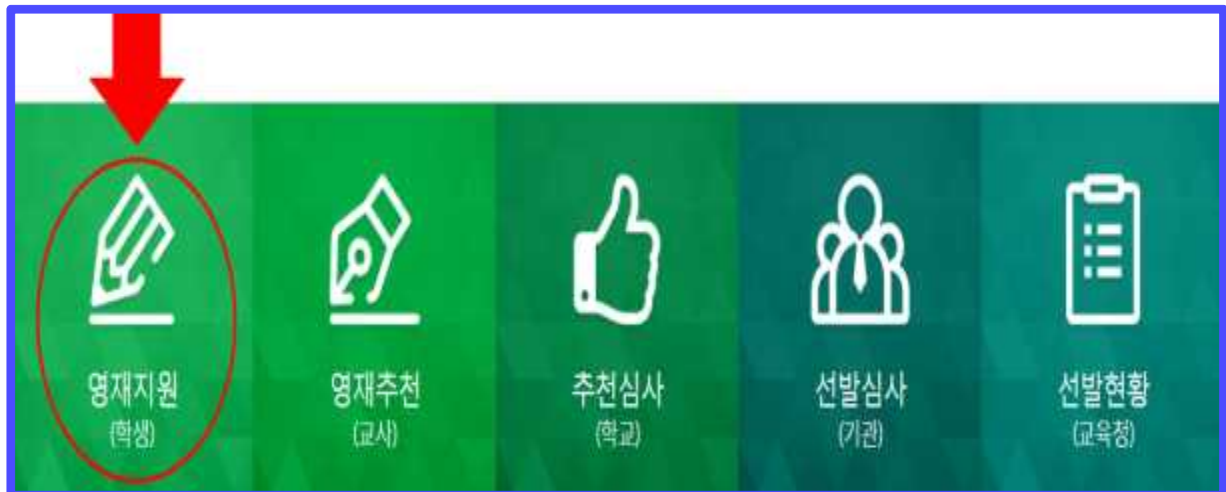 영재지원
(학생)
영재추천
(교사)
추천심사
(학교)
선발심사
(기관)
선발현황
(교육청)